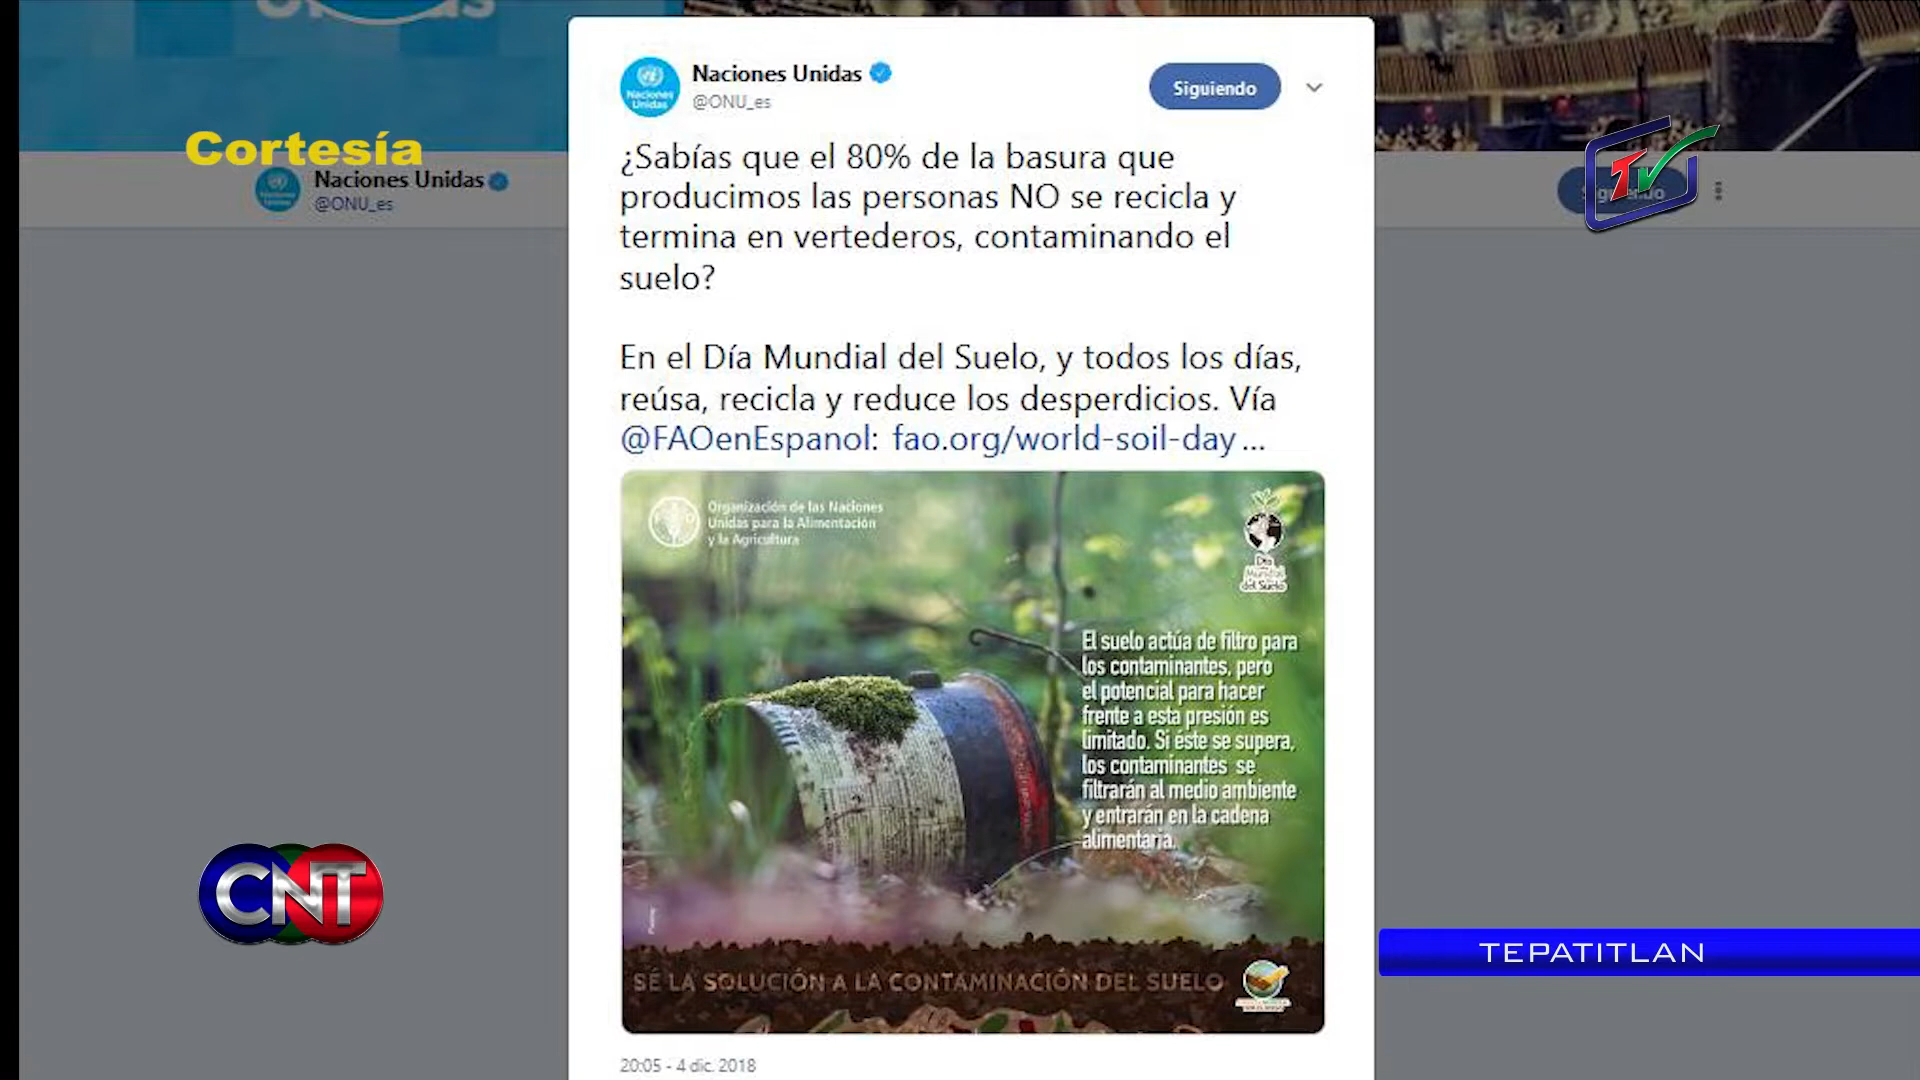 Naciones Unidas
@ONU_es
Siguiendo
Cortesía
Naciones Unidas
@ONU_es
TV
¿Sabías que el 80% de la basura que
producimos las personas NO se recicla y
termina en vertederos, contaminando el
suelo?
En el Día Mundial del Suelo, y todos los días,
reúsa, recicla y reduce los desperdicios. Vía
@FAOenEspanol: fao.org/world-soil-day...
Organización de las Naciones
Unidas para la Alimentación
y la Agricultura
Día
Mundial
del Suelo
El suelo actúa de filtro para
los contaminantes, pero
el potencial para hacer
frente a esta presión es
limitado. Si éste se supera,
los contaminantes se
filtrarán al medio ambiente
y entrarán en la cadena
alimentaria.
SÉ LA SOLUCIÓN A LA CONTAMINACIÓN DEL SUELO
20:05 - 4 dic. 2018
CNT
TEPATITLAN